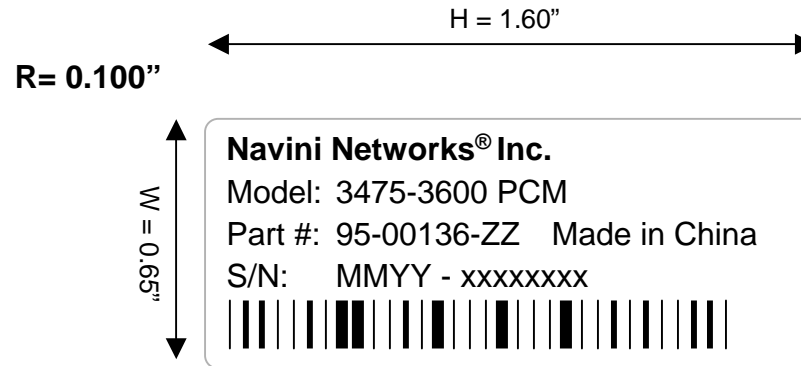 H = 1.60”
R= 0.100”
W = 0.65”
Navini Networks® Inc.
Model: 3475-3600 PCM
Part #: 95-00136-ZZ Made in China
S/N: MMYY - xxxxxxxx